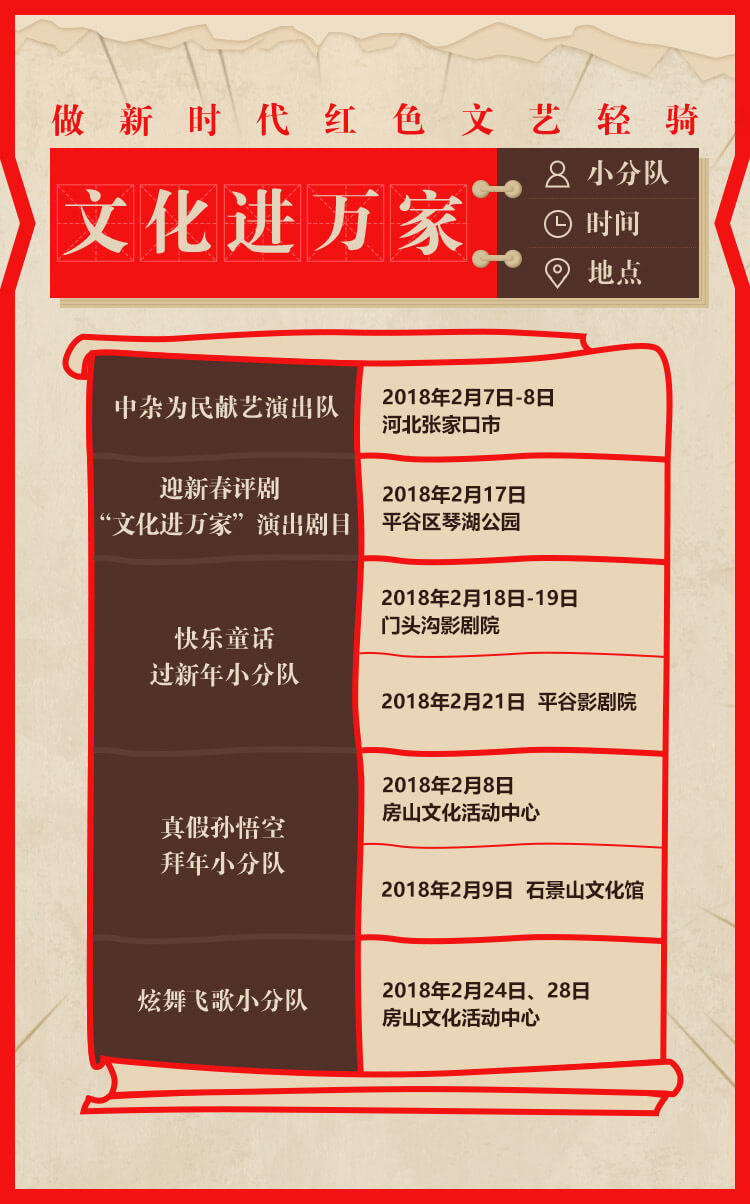 做新时代红色文艺轻骑
文化进万家
小分队
时间
地点
中杂为民献艺演出队
2018年2月7日-8日
河北张家口市
迎新春评剧
“文化进万家”演出剧目
2018年2月17日
平谷区琴湖公园
快乐童话
过新年小分队
2018年2月18日-19日
门头沟影剧院
2018年2月21日 平谷影剧院
真假孙悟空
拜年小分队
2018年2月8日
房山文化活动中心
2018年2月9日 石景山文化馆
炫舞飞歌小分队
2018年2月24日、28日
房山文化活动中心